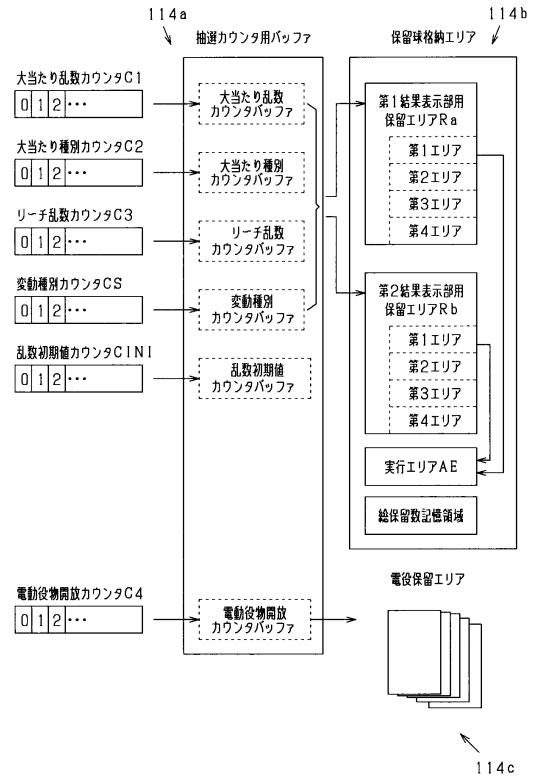 114a
抽選カウンタ用バッファ
114b
保留球格納エリア
大当たり乱数カウンタC1
0 1 2 ···
大当たり乱数
カウンタバッファ
大当たり種別カウンタC2
0 1 2 ···
大当たり種別
カウンタバッファ
リーチ乱数カウンタC3
0 1 2 ···
リーチ乱数
カウンタバッファ
変動種別カウンタCS
0 1 2 ···
変動種別
カウンタバッファ
乱数初期値カウンタCINI
0 1 2 ···
乱数初期値
カウンタバッファ
第1結果表示部用
保留エリアRa
第1エリア
第2エリア
第3エリア
第4エリア
第2結果表示部用
保留エリアRb
第1エリア
第2エリア
第3エリア
第4エリア
実行エリアAE
総保留数記憶領域
電動役物開放カウンタC4
0 1 2 ···
電動役物開放
カウンタバッファ
電役保留エリア
114c